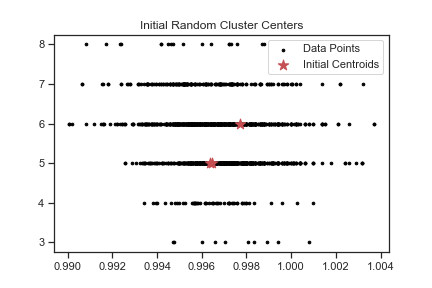 Initial Random Cluster Centers
Data Points
Initial Centroids
8
7
6
5
4
3
0.990 0.992 0.994 0.996 0.998 1.000 1.002 1.004